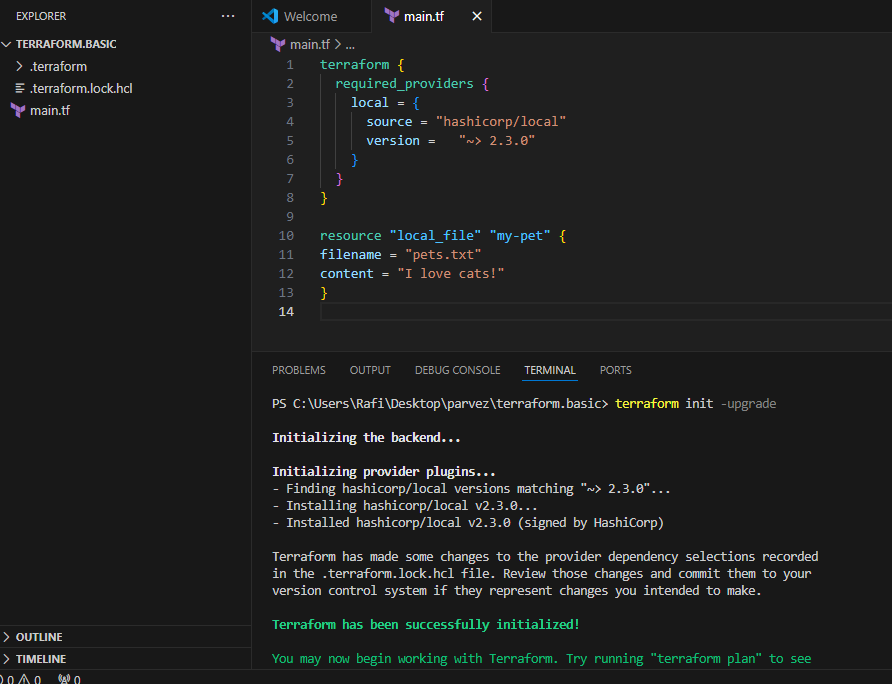 EXPLORER
Welcome
main.tf
TERRAFORM.BASIC
.terraform
.terraform.lock.hcl
main.tf
main.tf > ...
1 terraform {
2 required_providers {
3 local = {
4 source = "hashicorp/local"
5 version = "~> 2.3.0"
6 }
7 }
8 }
9
10 resource "local_file" "my-pet" {
11 filename = "pets.txt"
12 content = "I love cats!"
13 }
14
PROBLEMS OUTPUT DEBUG CONSOLE TERMINAL PORTS
PS C:\Users\Rafi\Desktop\parvez\terraform.basic> terraform init -upgrade
Initializing the backend...
Initializing provider plugins...
- Finding hashicorp/local versions matching "~> 2.3.0"...
- Installing hashicorp/local v2.3.0...
- Installed hashicorp/local v2.3.0 (signed by HashiCorp)
Terraform has made some changes to the provider dependency selections recorded
in the .terraform.lock.hcl file. Review those changes and commit them to your
version control system if they represent changes you intended to make.
Terraform has been successfully initialized!
You may now begin working with Terraform. Try running "terraform plan" to see
OUTLINE
TIMELINE
0 0 0